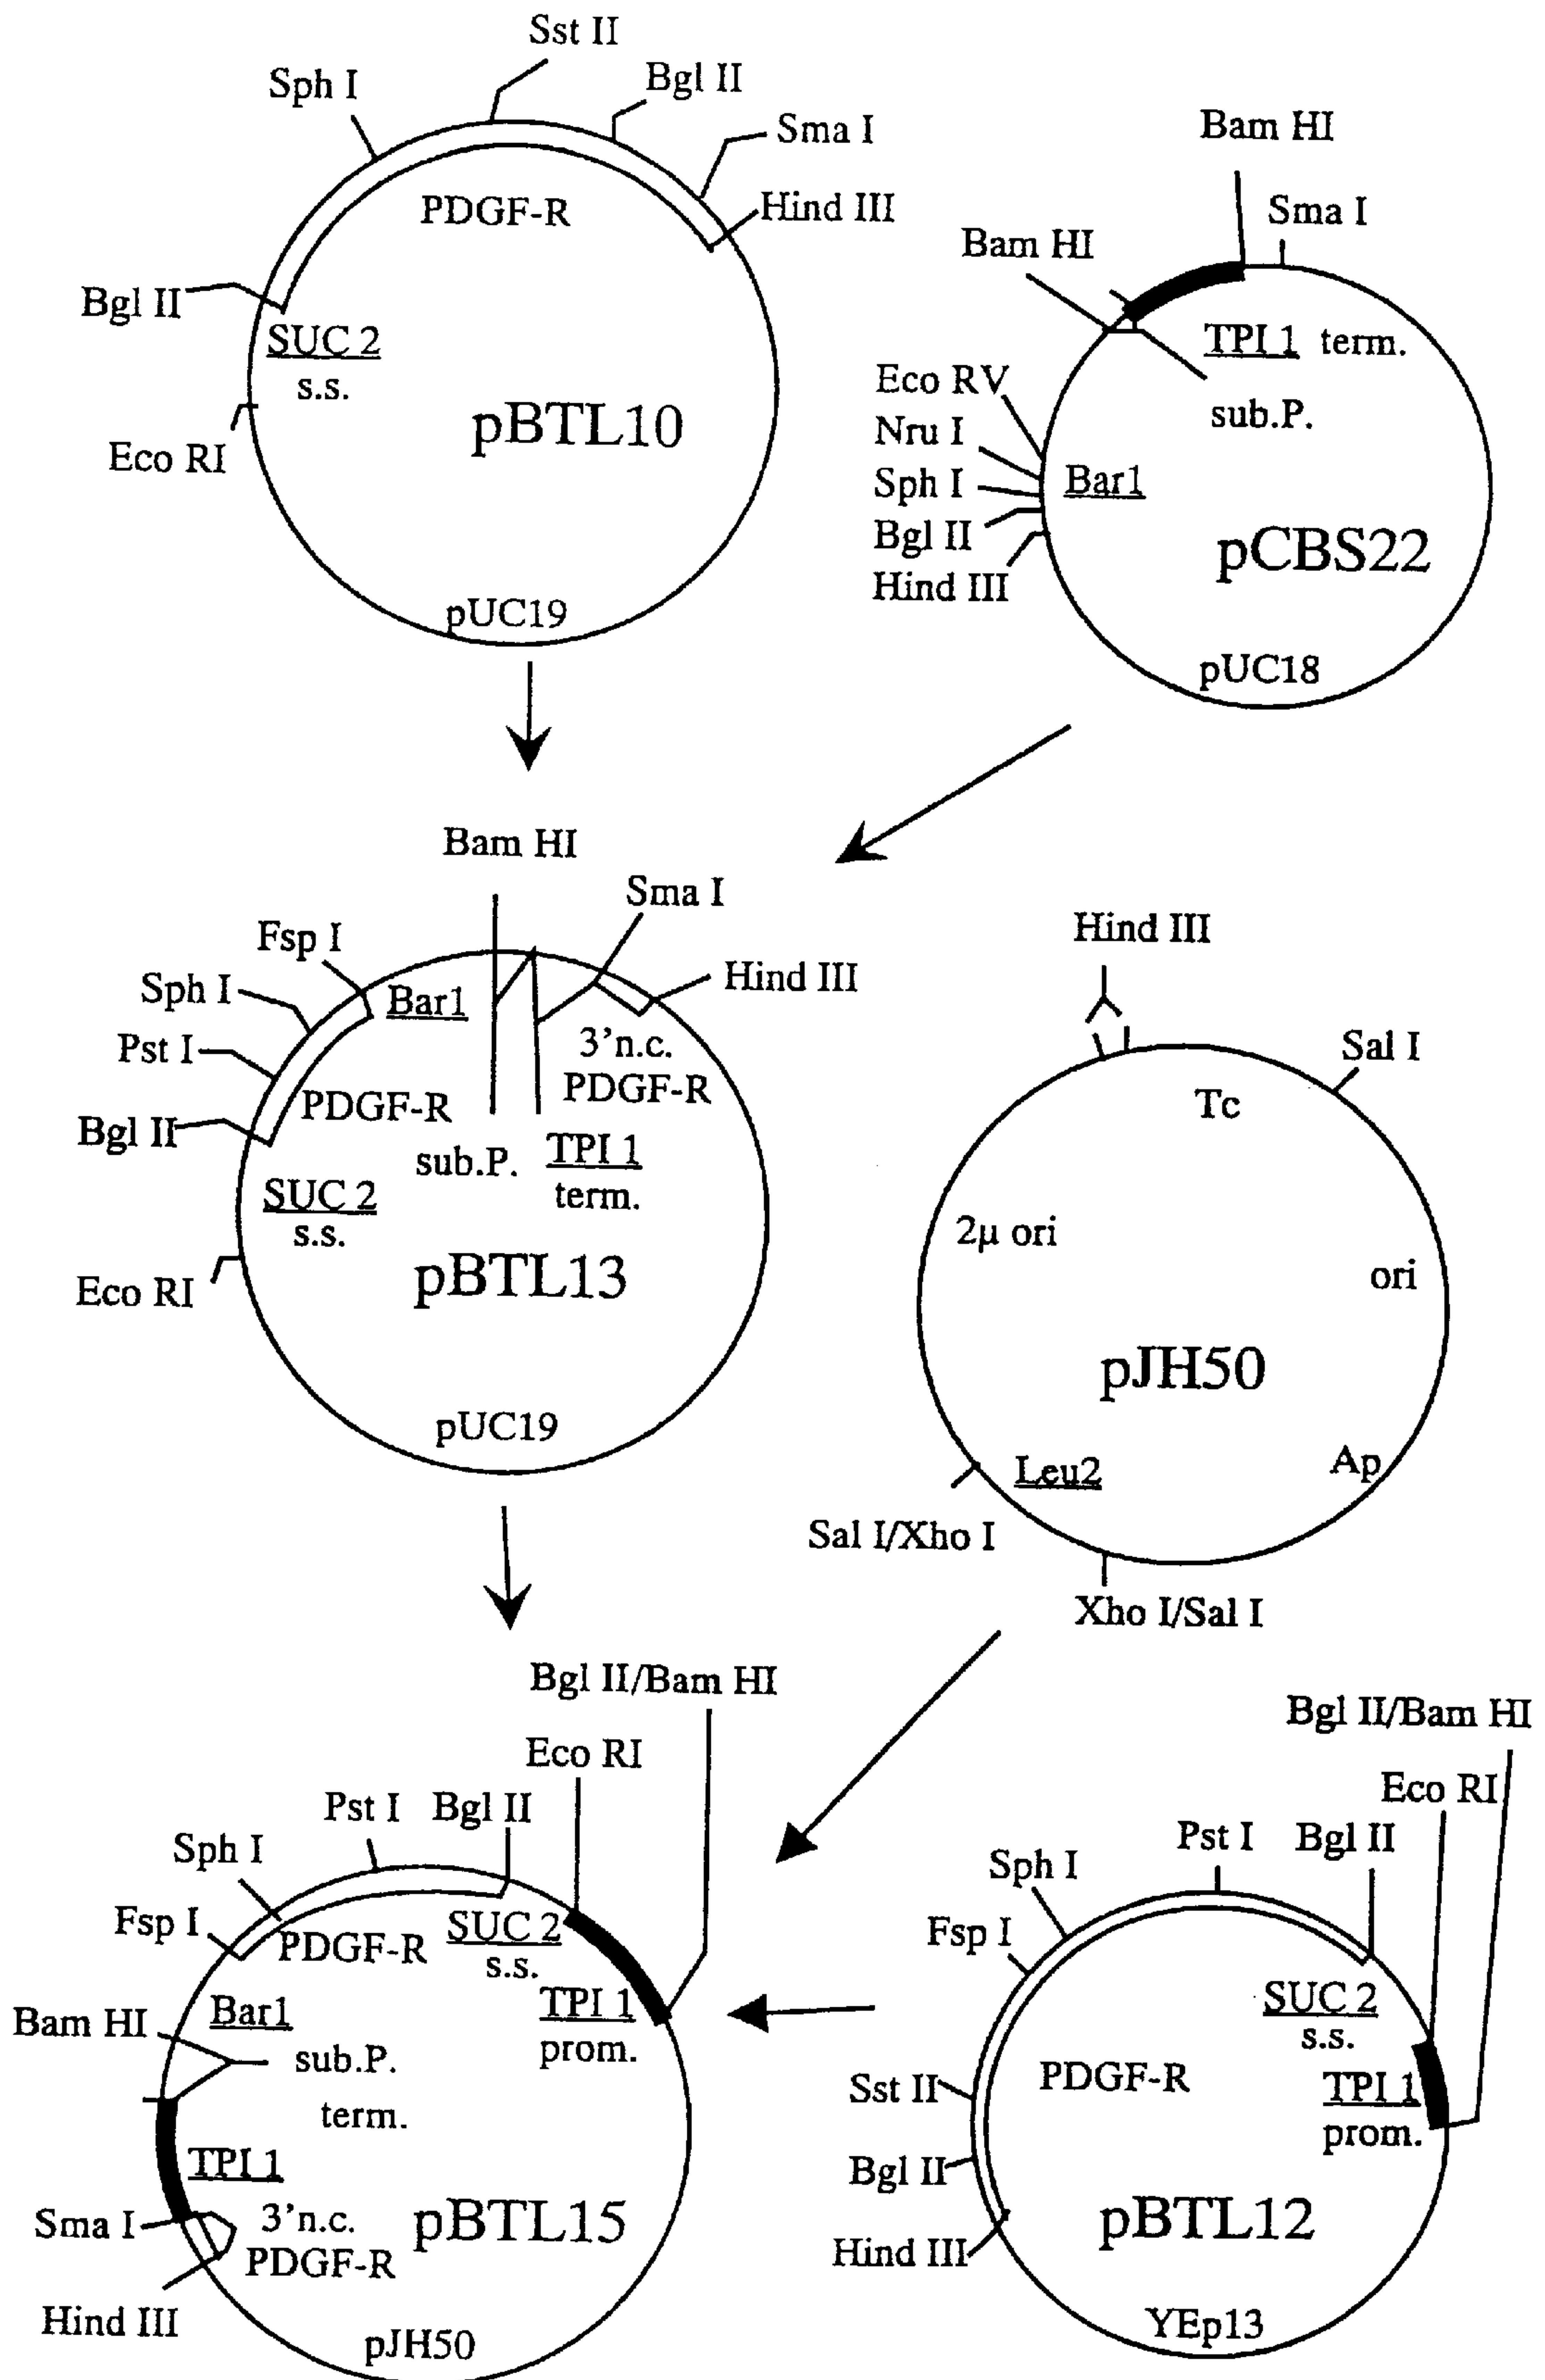 Sst II
Sph I
Bgl II
Sma I
PDGF-R
Hind III
Bgl II
SUC 2
s.s.
Eco RI
pBTL10
pUC19
Bam HI
Sma I
Bam HI
TPI 1 term.
sub.P.
Eco RV
Nru I
Sph I
Bar1
Bgl II
Hind III
pCBS22
pUC18
Bam HI
Sma I
Fsp I
Hind III
Sph I
Bar1
Pst I
3'n.c.
PDGF-R
PDGF-R
Bgl II
sub.P.
TPI 1
term.
SUC 2
s.s.
Eco RI
pBTL13
pUC19
Hind III
Sal I
Tc
2μ ori
ori
pJH50
Leu2
Ap
Sal I/Xho I
Xho I/Sal I
Bgl II/Bam HI
Eco RI
Pst I
Bgl II
Sph I
Fsp I
PDGF-R
SUC 2
s.s.
TPI 1
prom.
Bar1
Bam HI
sub.P.
term.
TPI 1
Sma I
3'n.c.
PDGF-R
pBTL15
Hind III
pJH50
Bgl II/Bam HI
Eco RI
Pst I
Bgl II
Sph I
Fsp I
SUC 2
s.s.
PDGF-R
TPI 1
prom.
Sst II
Bgl II
pBTL12
Hind III
YEp13